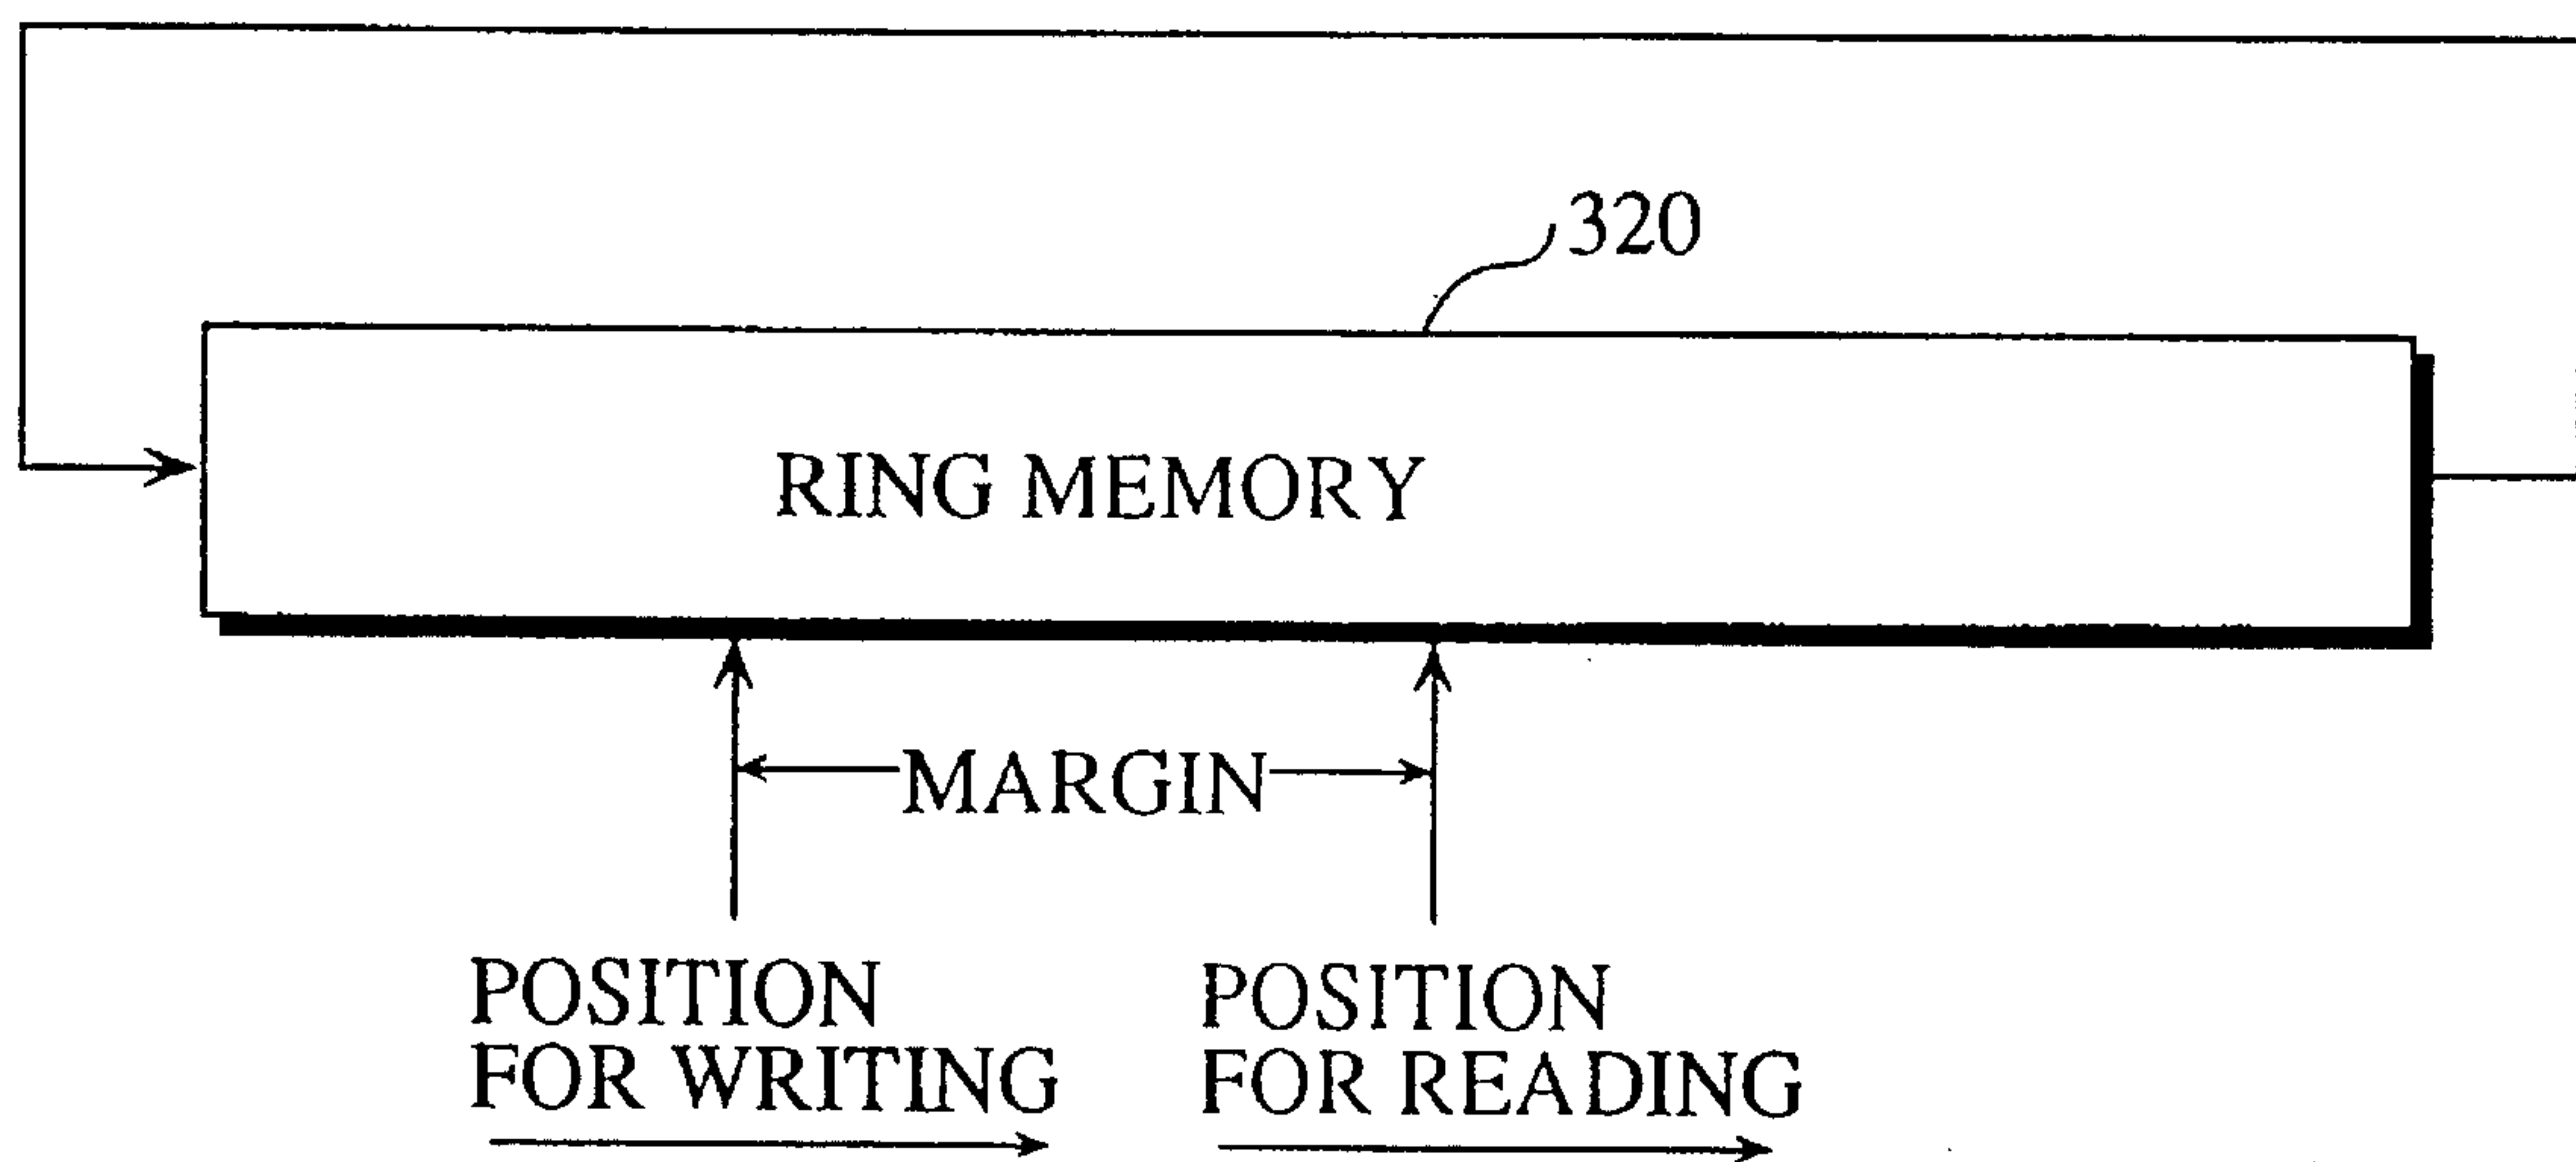 320
RING MEMORY
MARGIN
POSITION
FOR WRITING
POSITION
FOR READING